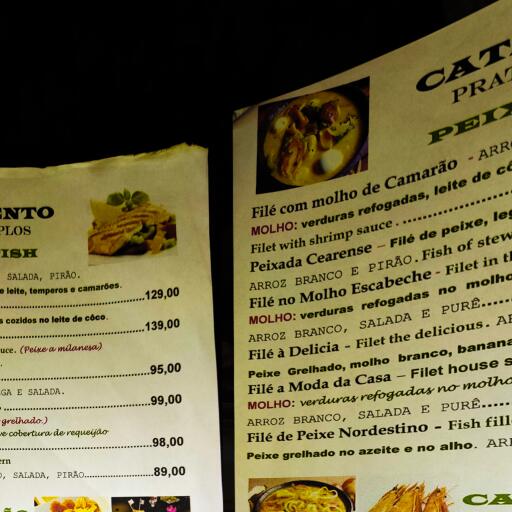 ENTO
PLOS
FISH
SALADA, PIRÃO.
e leite, temperos e camarões.
129,00
s cozidos no leite de côco.
139,00
uce. (Peixe a milanesa)
95,00
GA E SALADA.
99,00
grelhado.)
ve cobertura de requeijão
98,00
ern
O, SALADA, PIRÃO
89,00
CAT
PRAT
PEIX
Filé com molho de Camarão - ARRO
MOLHO: verduras refogadas, leite de cô
Filet with shrimp sauce.
Peixada Cearense – Filé de peixe, leg
ARROZ BRANCO E PIRÃO. Fish of stew
Filé no Molho Escabeche - Filet in th
MOLHO: verduras refogadas no molho
ARROZ BRANCO, SALADA E PURÊ
Filé à Delicia - Filet the delicious. AR
Peixe Grelhado, molho branco, banana
Filé a Moda da Casa – Filet house s
MOLHO: verduras refogadas no molho
ARROZ BRANCO, SALADA E PURÊ
Filé de Peixe Nordestino - Fish fille
Peixe grelhado no azeite e no alho. ARR
CA